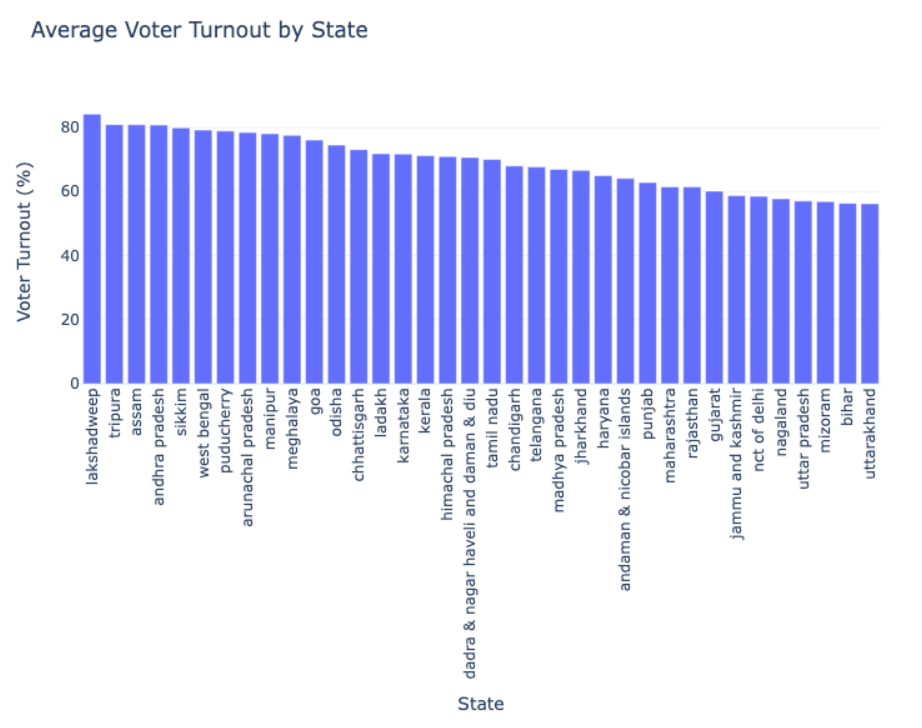 Average Voter Turnout by State
Voter Turnout (%)
80
60
40
20
0
lakshadweep
tripura
assam
andhra pradesh
sikkim
west bengal
puducherry
arunachal pradesh
manipur
meghalaya
goa
odisha
chhattisgarh
ladakh
karnataka
kerala
himachal pradesh
dadra & nagar haveli and daman & diu
tamil nadu
chandigarh
telangana
madhya pradesh
jharkhand
haryana
andaman & nicobar islands
punjab
maharashtra
rajasthan
gujarat
jammu and kashmir
nct of delhi
nagaland
uttar pradesh
mizoram
bihar
uttarakhand
State